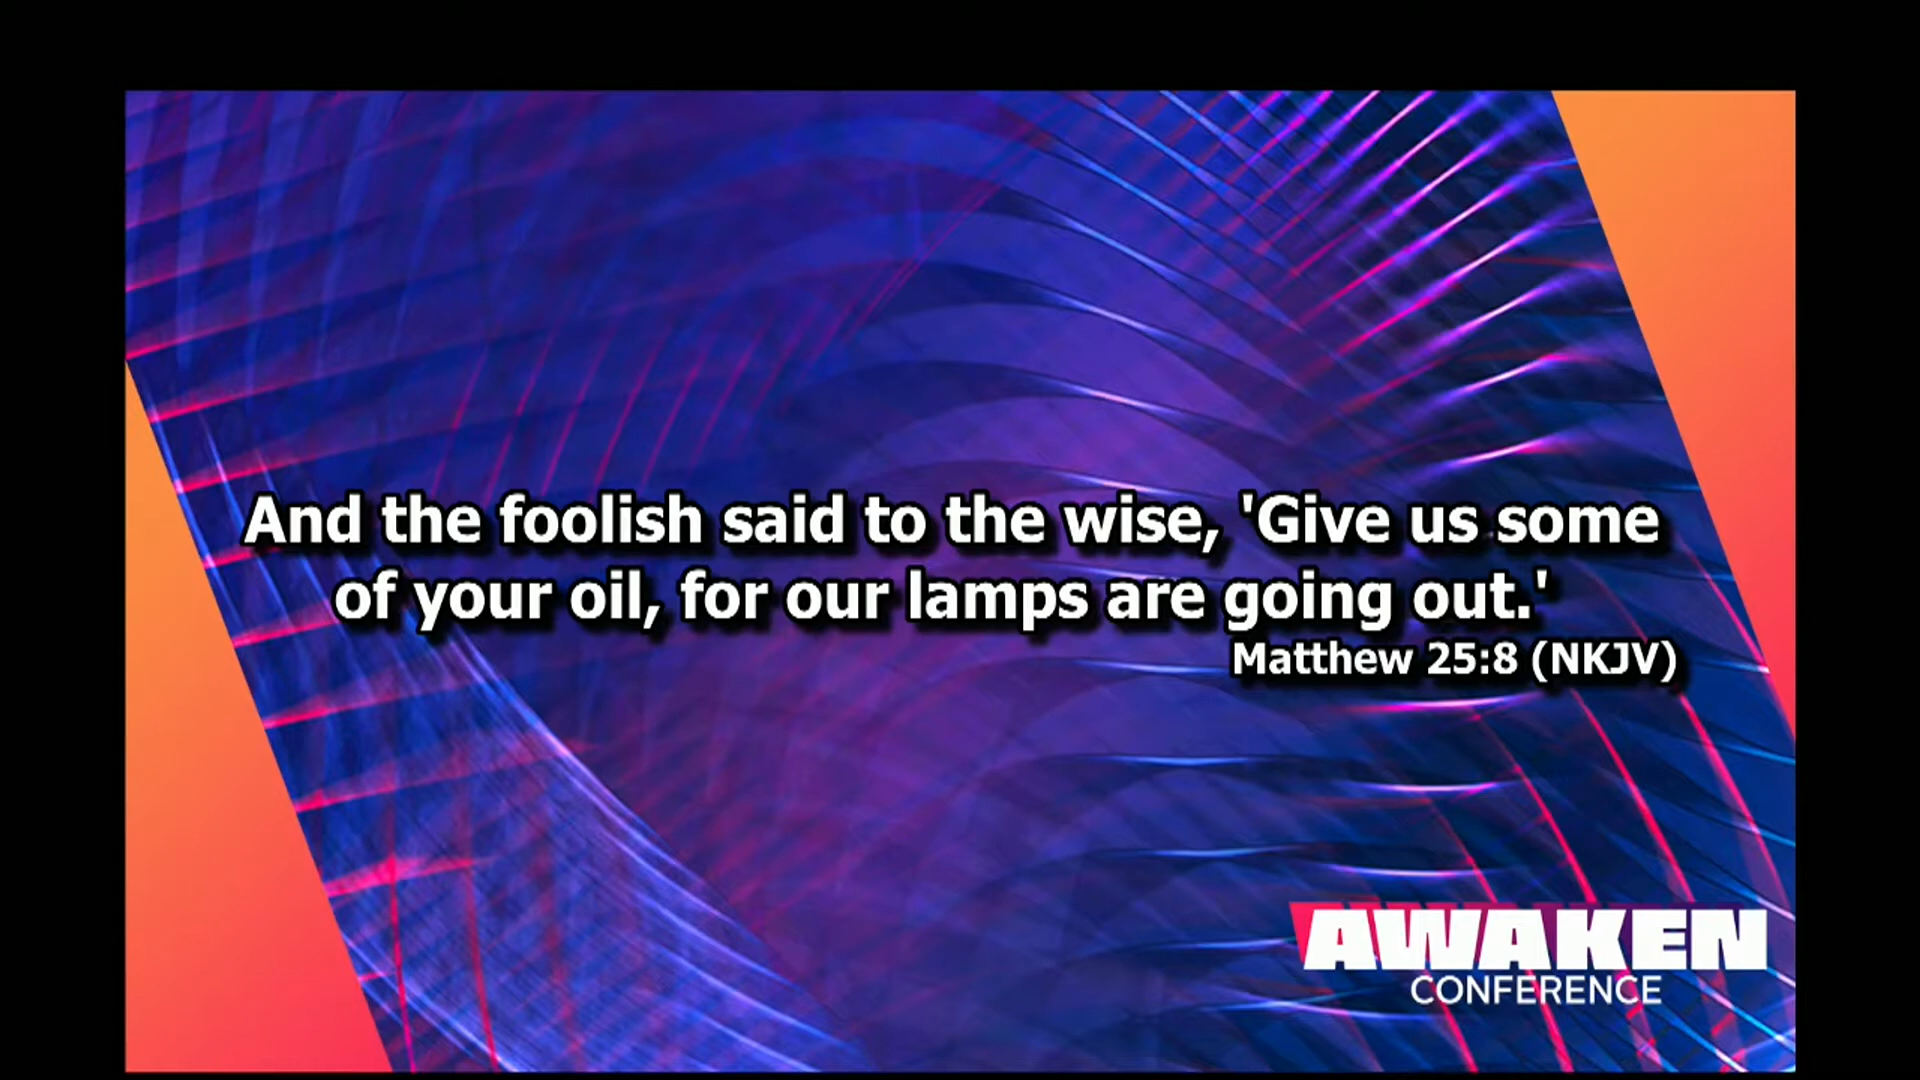 And the foolish said to the wise, 'Give us some
of your oil, for our lamps are going out.'
Matthew 25:8 (NKJV)
AWAKEN
CONFERENCE